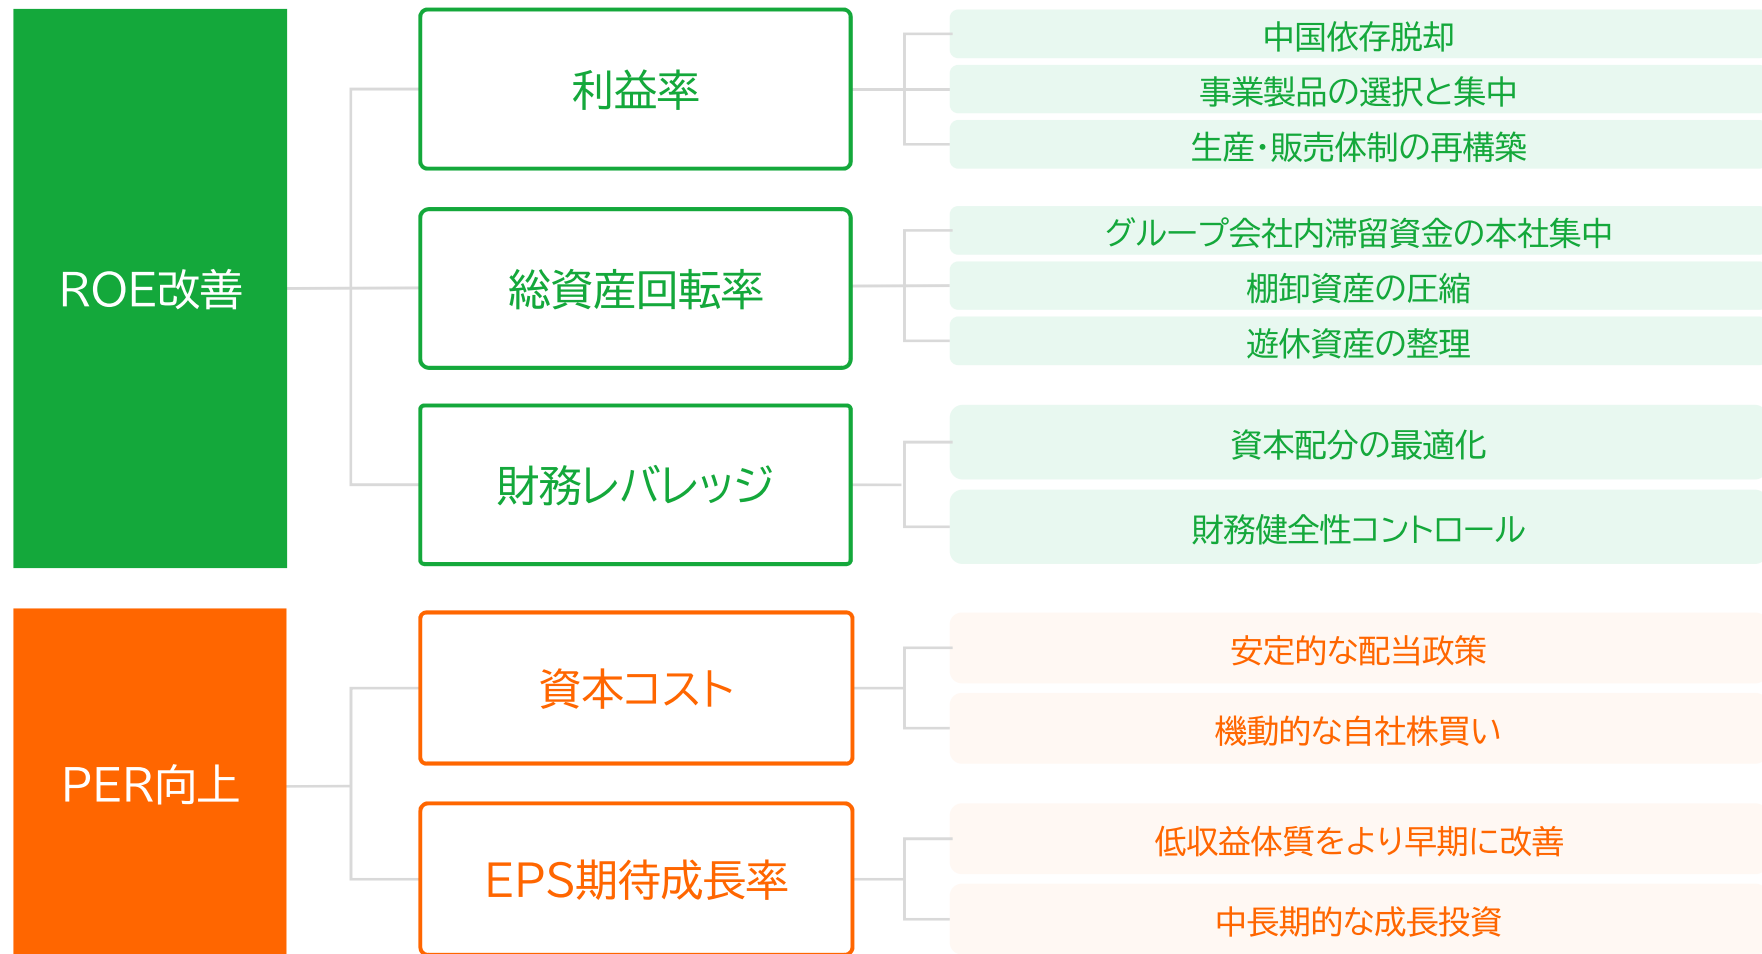 ROE改善
利益率
中国依存脱却
事業製品の選択と集中
生産・販売体制の再構築
総資産回転率
グループ会社内滞留資金の本社集中
棚卸資産の圧縮
遊休資産の整理
財務レバレッジ
資本配分の最適化
財務健全性コントロール
PER向上
資本コスト
安定的な配当政策
機動的な自社株買い
EPS期待成長率
低収益体質をより早期に改善
中長期的な成長投資